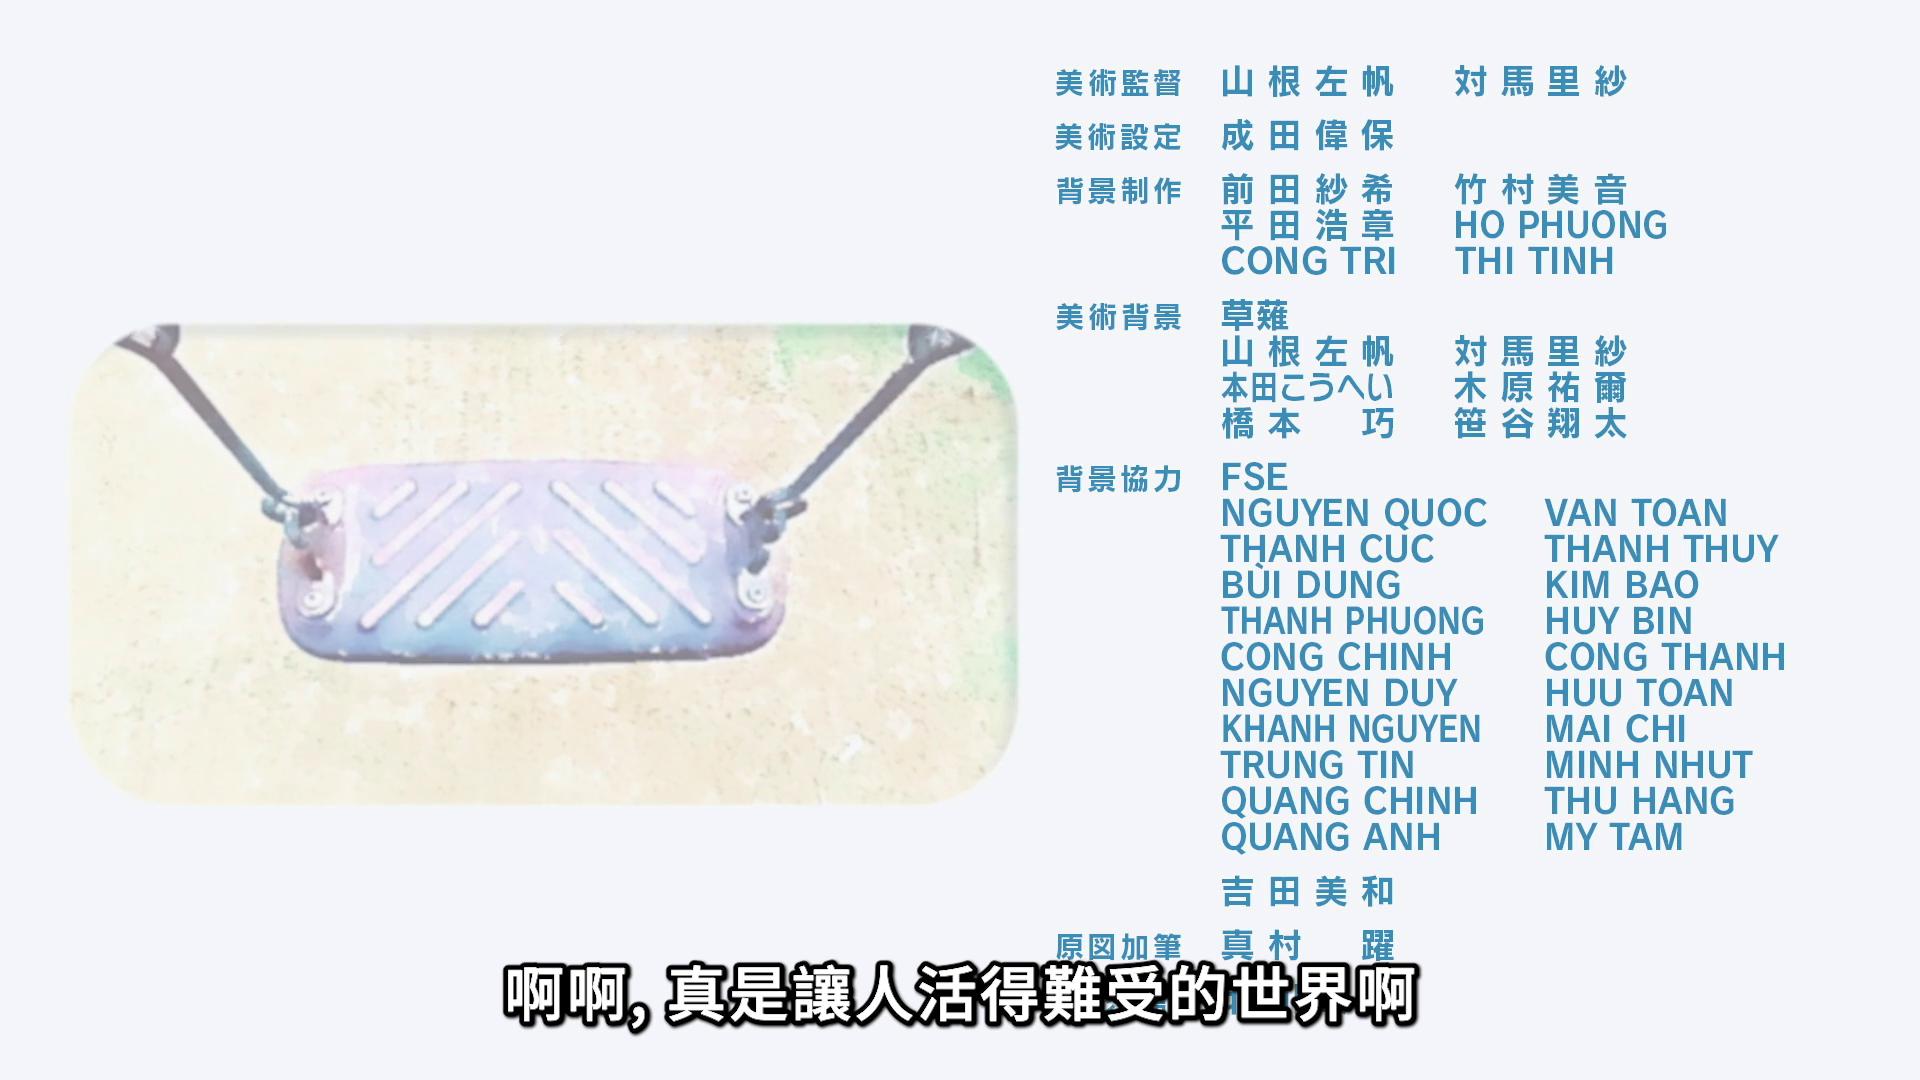 美術監督 山根左帆 対馬里紗
美術設定 成田偉保
背景制作 前田紗希 竹村美音
平田浩章 HO PHUONG
CONG TRI THI TINH
美術背景 草薙
山根左帆 対馬里紗
本田こうへい 木原祐爾
橋本 巧 笹谷翔太
背景協力 FSE
NGUYEN QUOC VAN TOAN
THANH CUC THANH THUY
BÙI DUNG KIM BAO
THANH PHUONG HUY BIN
CONG CHINH CONG THANH
NGUYEN DUY HUU TOAN
KHANH NGUYEN MAI CHI
TRUNG TIN MINH NHUT
QUANG CHINH THU HANG
QUANG ANH MY TAM
吉田美和
原図加筆 真村 躍
啊啊,真是讓人活得難受的世界啊